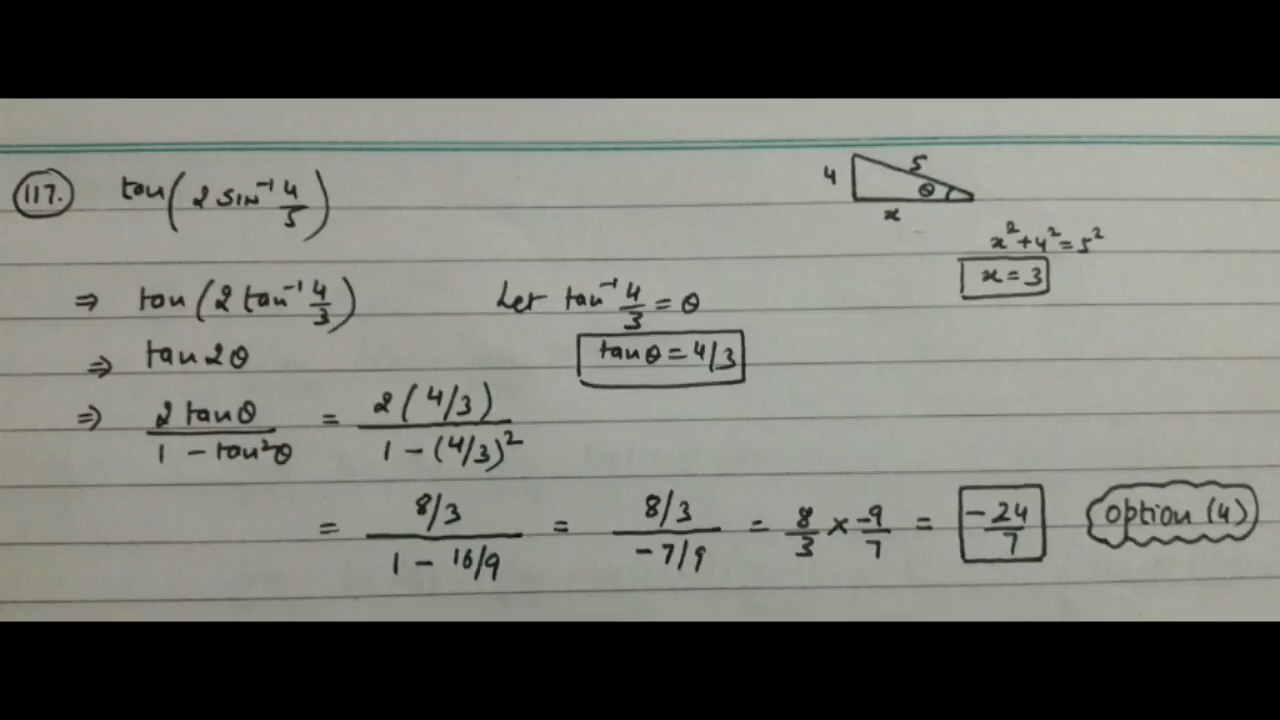 117. tan(2 sin⁻¹ 4/5)
4 5 θ x
x² + 4² = 5²
x = 3
⇒ tan(2 tan⁻¹ 4/3) Let tan⁻¹ 4/3 = θ
⇒ tan 2θ tan θ = 4/3
⇒ 2 tan θ / 1 - tan²θ = 2(4/3) / 1 - (4/3)²
= 8/3 / 1 - 16/9 = 8/3 / -7/9 = 8/3 × -9/7 = -24/7 option (4)